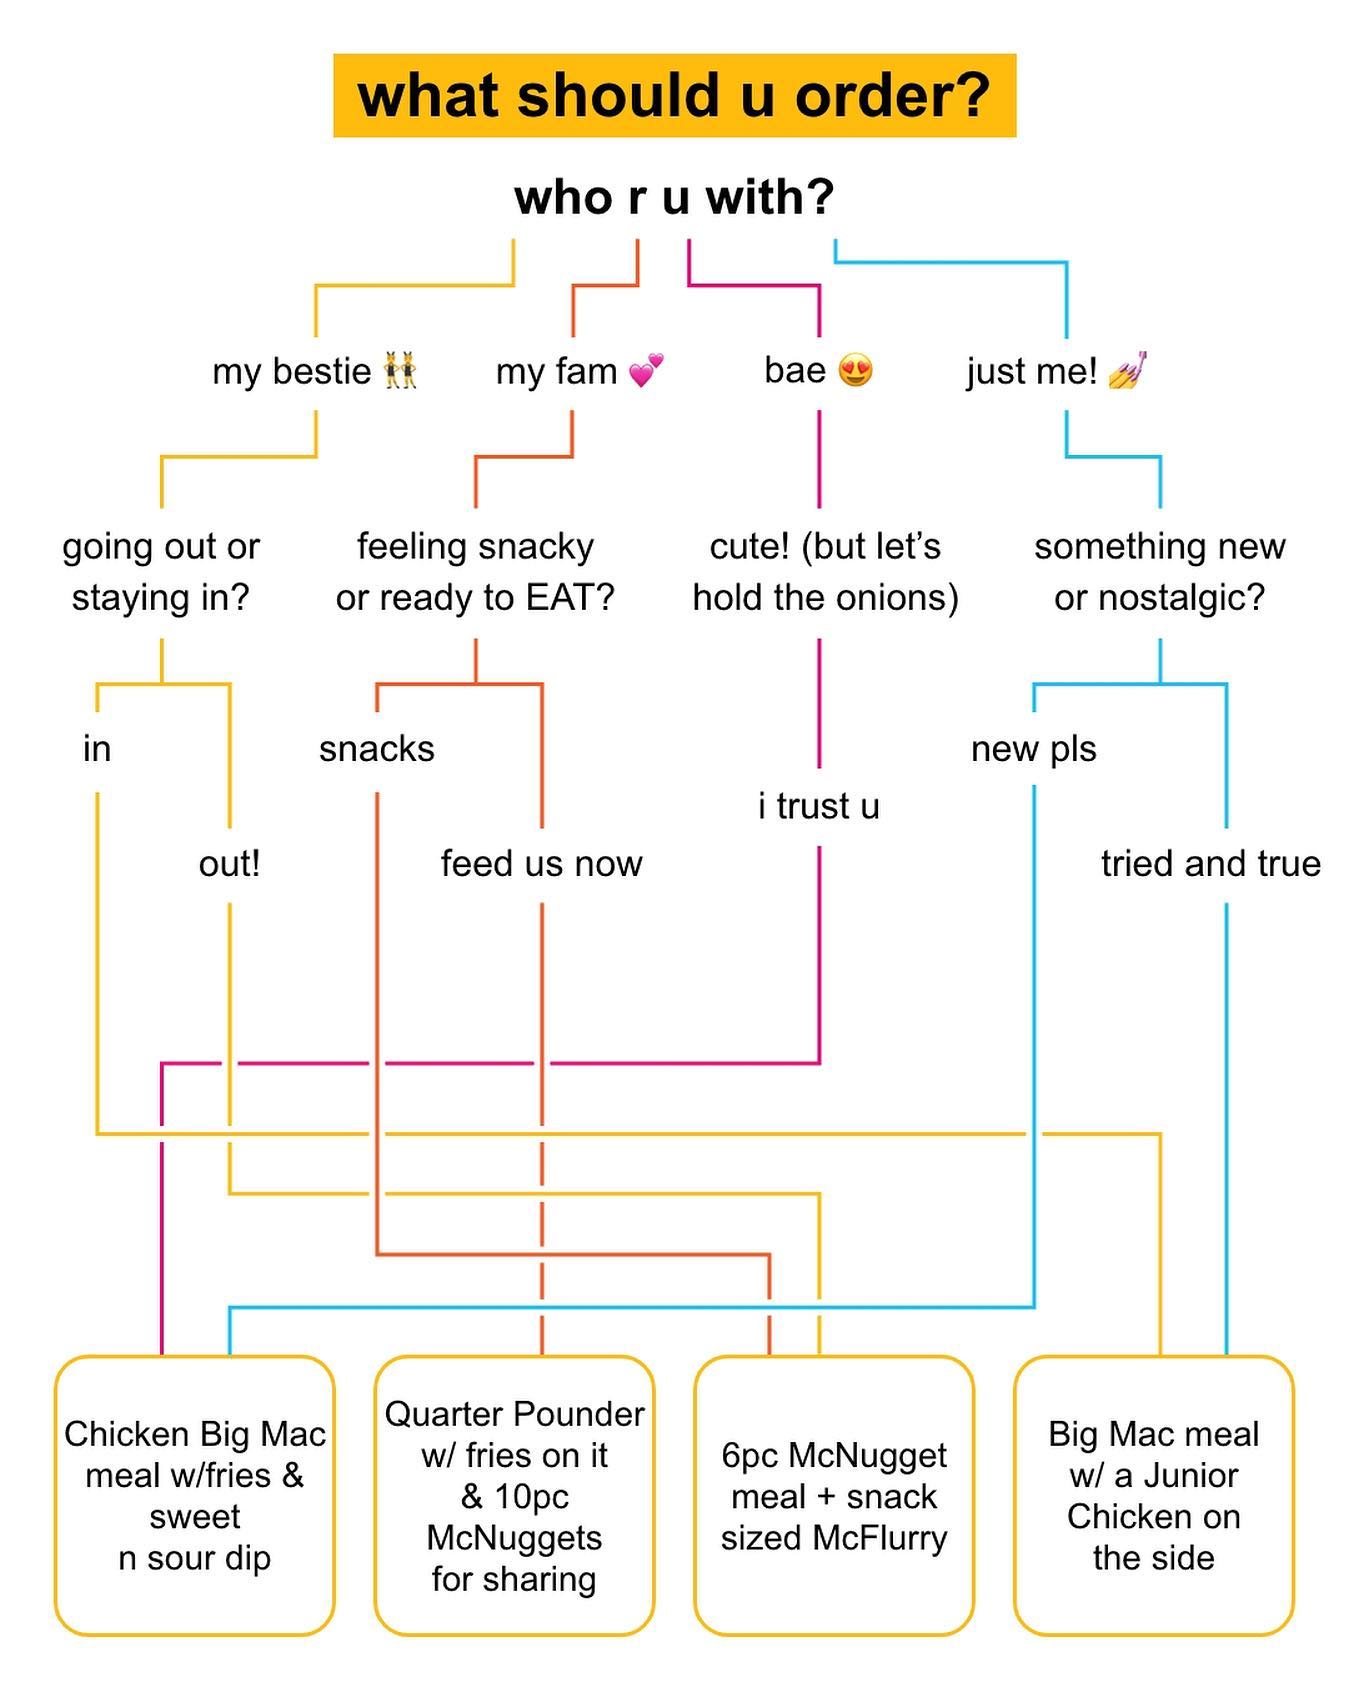 what should u order?
who r u with?
my bestie 👯
my fam 💕
bae 😍
just me! 💅
going out or
staying in?
feeling snacky
or ready to EAT?
cute! (but let’s
hold the onions)
something new
or nostalgic?
in
snacks
new pls
i trust u
out!
feed us now
tried and true
Chicken Big Mac
meal w/fries &
sweet
n sour dip
Quarter Pounder
w/ fries on it
& 10pc
McNuggets
for sharing
6pc McNugget
meal + snack
sized McFlurry
Big Mac meal
w/ a Junior
Chicken on
the side